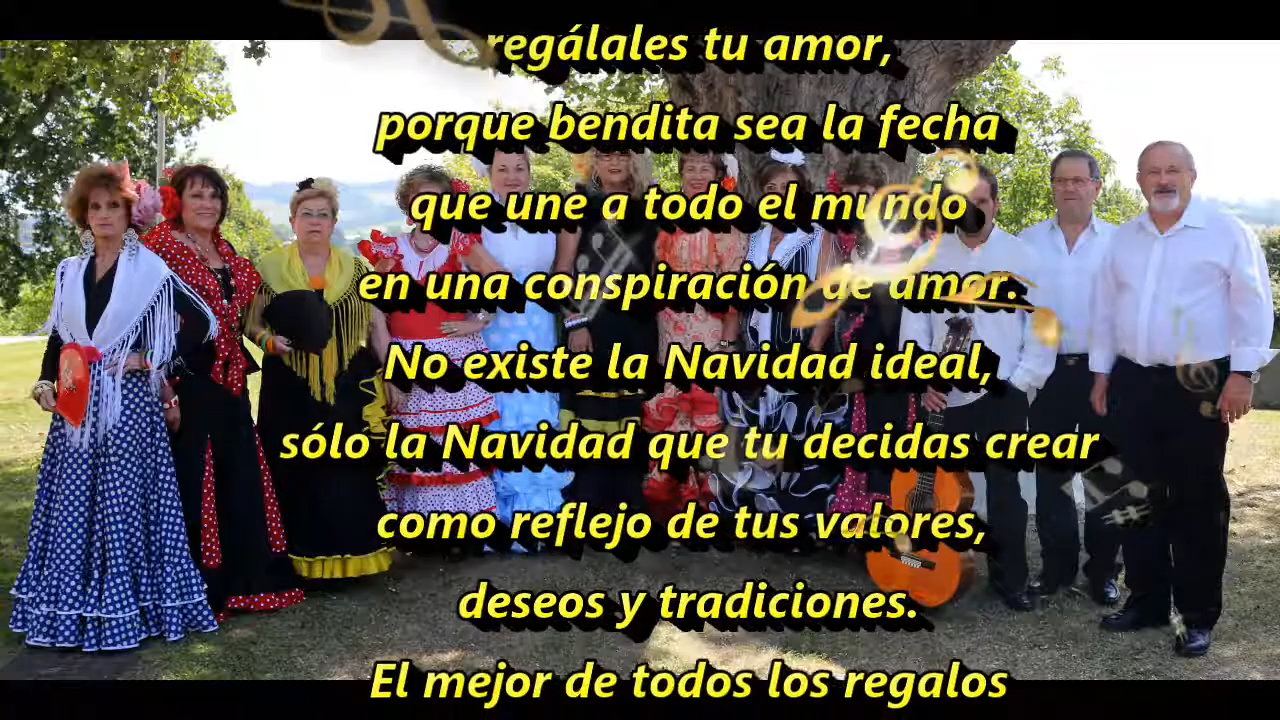 regálales tu amor,
porque bendita sea la fecha
que une a todo el mundo
en una conspiración de amor.
No existe la Navidad ideal,
sólo la Navidad que tu decidas crear
como reflejo de tus valores,
deseos y tradiciones.
El mejor de todos los regalos